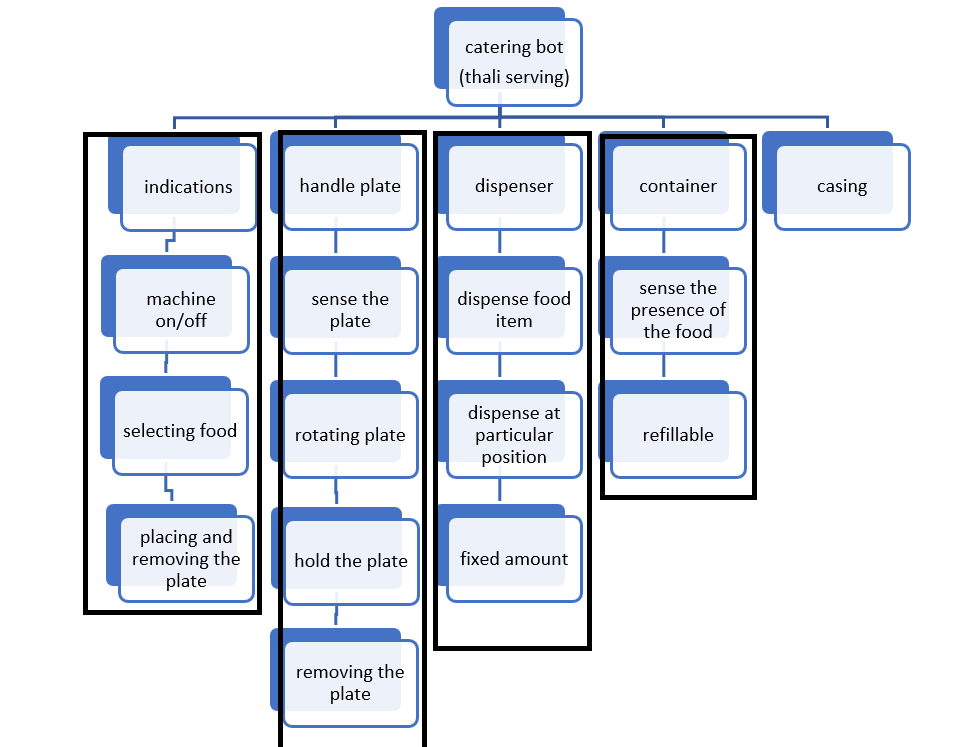 catering bot
(thali serving)
indications
handle plate
dispenser
container
casing
machine
on/off
sense the
plate
dispense food
item
sense the
presence of
the food
selecting food
rotating plate
dispense at
particular
position
refillable
placing and
removing the
plate
hold the plate
fixed amount
removing the
plate